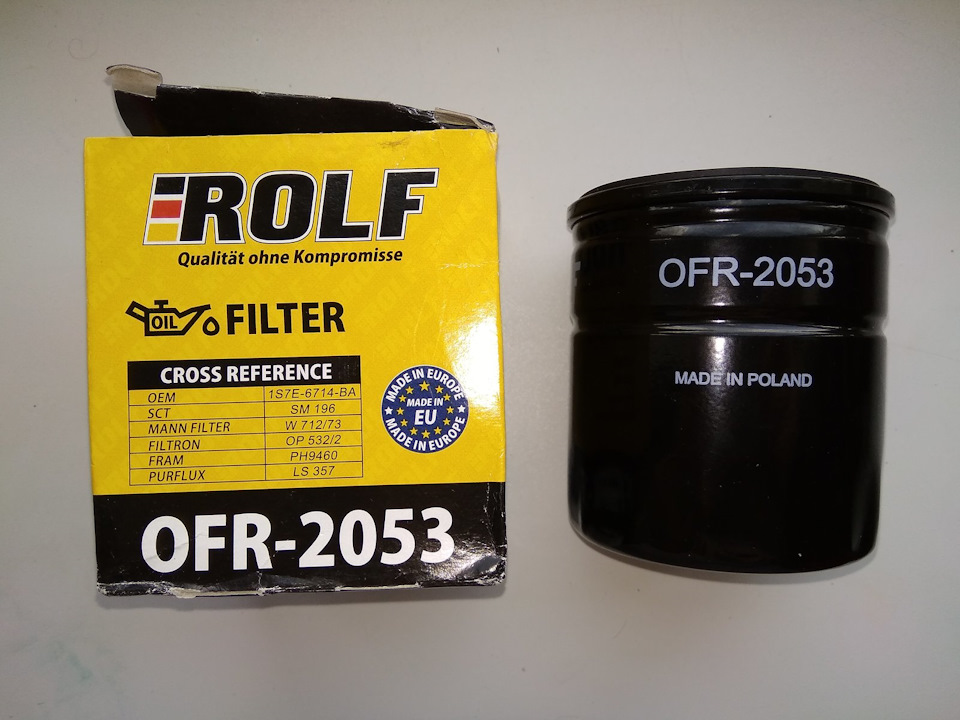 ROLF
Qualität ohne Kompromisse
OIL FILTER
CROSS REFERENCE
OEM 1S7E-6714-BA
SCT SM 196
MANN FILTER W 712/73
FILTRON OP 532/2
FRAM PH9460
PURFLUX LS 357
MADE IN EUROPE
MADE IN
EU
MADE IN EUROPE
OFR-2053
OFR-2053
MADE IN POLAND